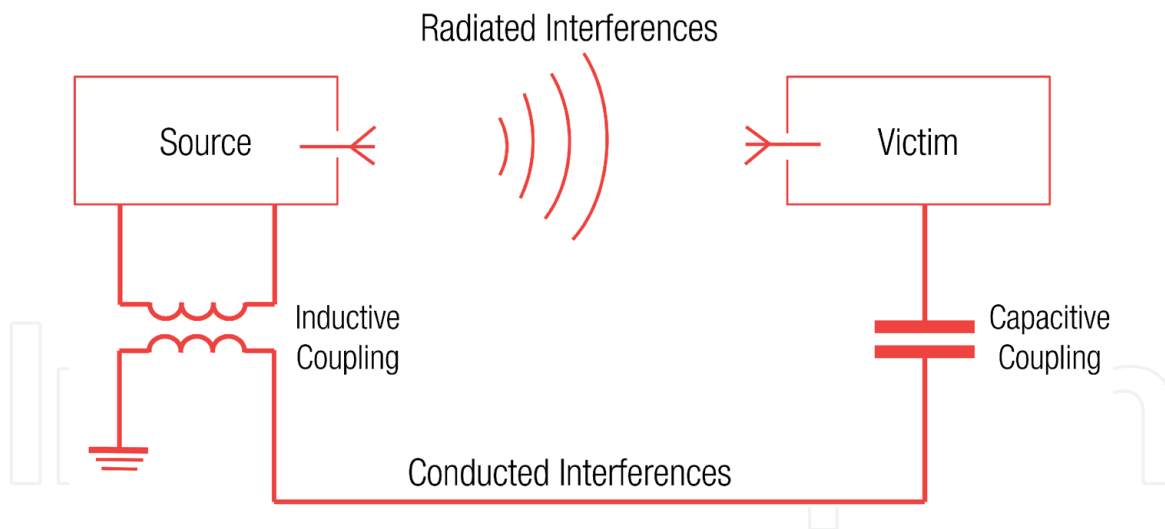 Radiated Interferences
Source
Victim
Inductive
Coupling
Capacitive
Coupling
Conducted Interferences